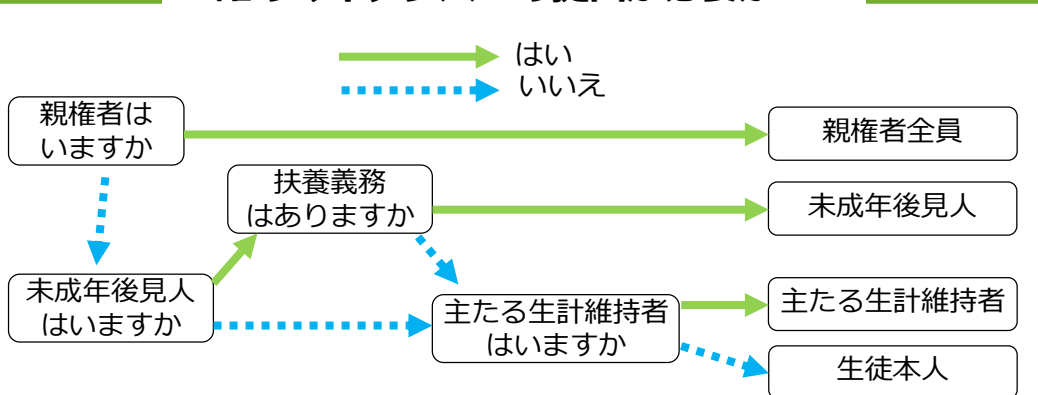 はい
いいえ
親権者は
いますか
親権者全員
扶養義務
はありますか
未成年後見人
未成年後見人
はいますか
主たる生計維持者
はいますか
主たる生計維持者
生徒本人